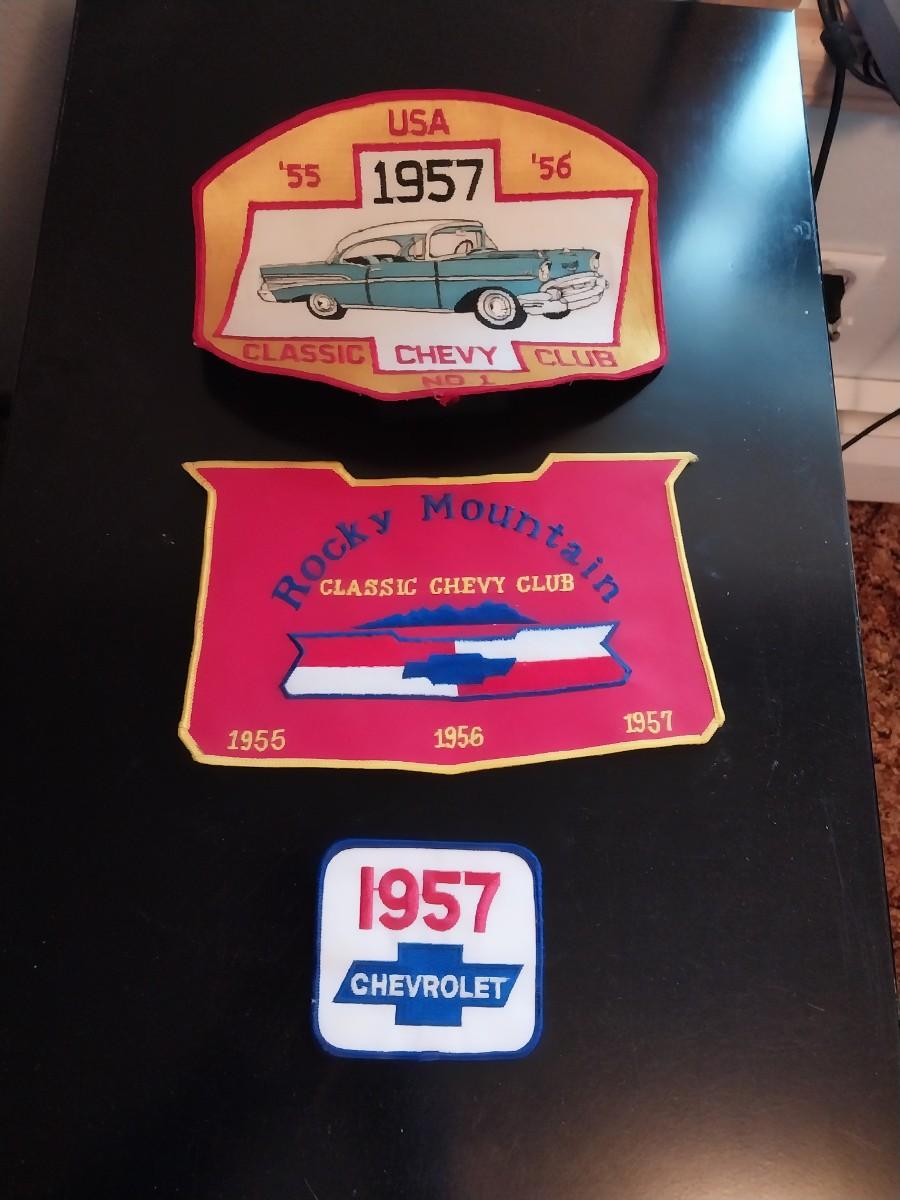 USA
'55 1957 '56
CLASSIC CHEVY CLUB
NO 1
Rocky Mountain
CLASSIC CHEVY CLUB
1955 1956 1957
1957
CHEVROLET